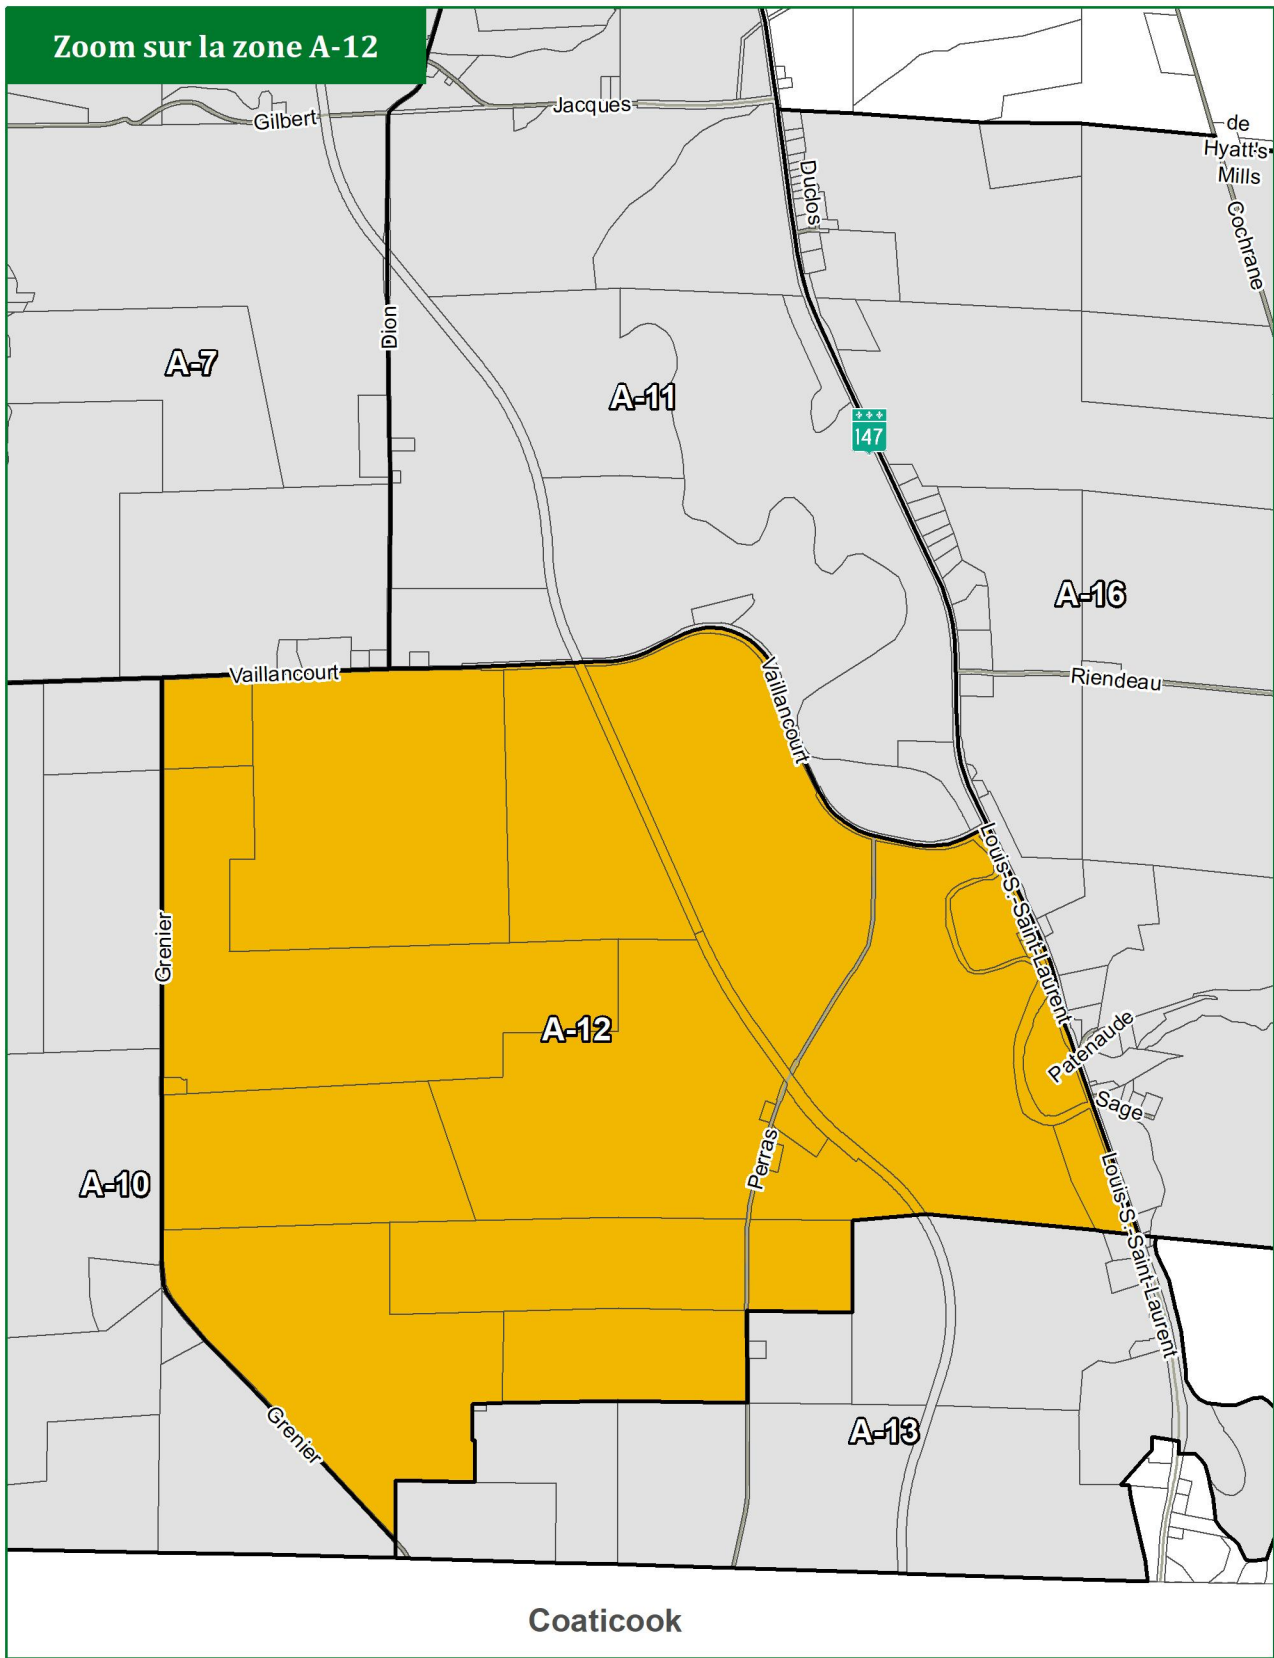 Zoom sur la zone A-12
Gilbert
Jacques
de
Hyatt's
Mills
Duclos
Cochrane
Dion
A-7
A-11
147
A-16
Vaillancourt
Vaillancourt
Riendeau
Louis-S.-Saint-Laurent
Grenier
A-12
Patenaude
Sage
Perras
A-10
Louis-S.-Saint-Laurent
Grenier
A-13
Coaticook